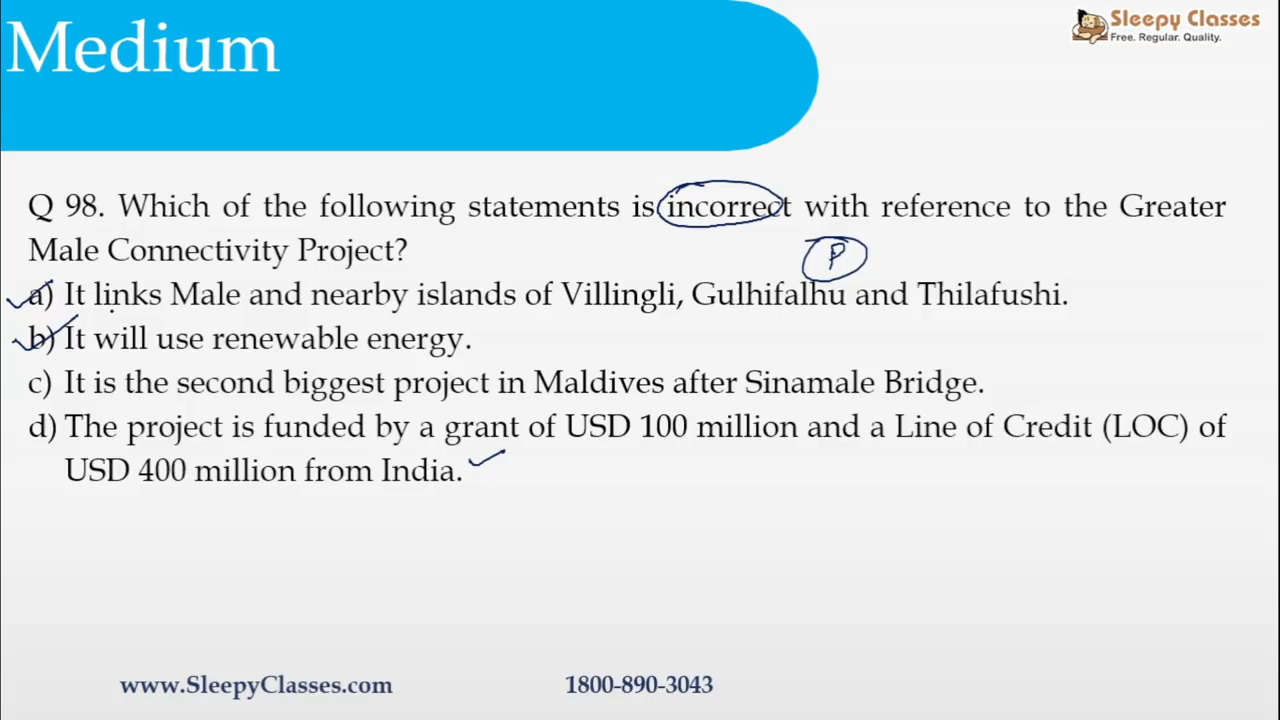 Medium
Sleepy Classes
Free. Regular. Quality.
Q 98. Which of the following statements is incorrect with reference to the Greater
Male Connectivity Project?
P
a) It links Male and nearby islands of Villingli, Gulhifalhu and Thilafushi.
b) It will use renewable energy.
c) It is the second biggest project in Maldives after Sinamale Bridge.
d) The project is funded by a grant of USD 100 million and a Line of Credit (LOC) of
USD 400 million from India.
www.SleepyClasses.com
1800-890-3043